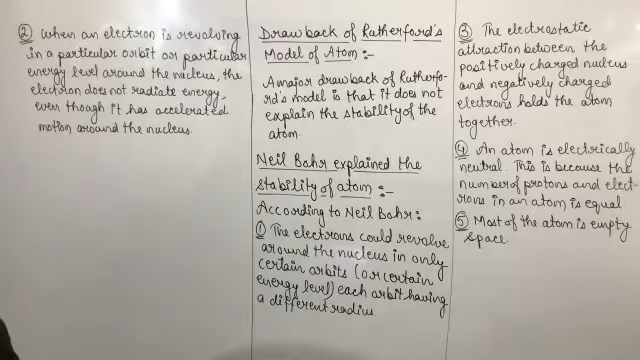 ② When an electron is revolving
in a particular orbit or particular
energy level around the nucleus, the
electron does not radiate energy,
even though it has accelerated
motion around the nucleus.
Drawback of Rutherford's
Model of Atom :-
A major drawback of Rutherfo-
rd's model is that it does not
explain the stability of the
atom.
Neil Bohr explained the
stability of atom :-
According to Neil Bohr:
① The electrons could revolve
around the nucleus in only
certain orbits (or certain
energy level) each orbit having
a different radius.
③ The electrostatic
attraction between the
positively charged nucleus
and negatively charged
electrons holds the atom
together.
④ An atom is electrically
neutral. This is because the
number of protons and elect-
rons in an atom is equal
⑤ Most of the atom is empty
space.